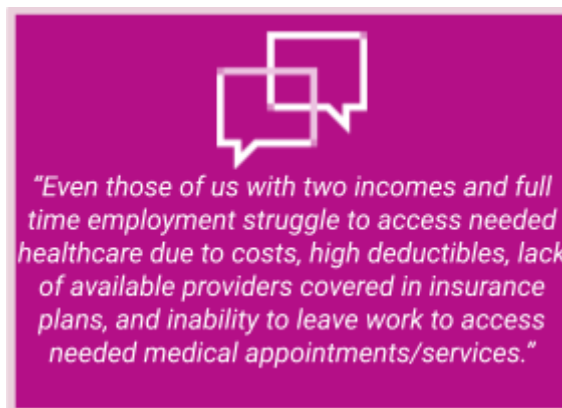 “Even those of us with two incomes and full
time employment struggle to access needed
healthcare due to costs, high deductibles, lack
of available providers covered in insurance
plans, and inability to leave work to access
needed medical appointments/services.”